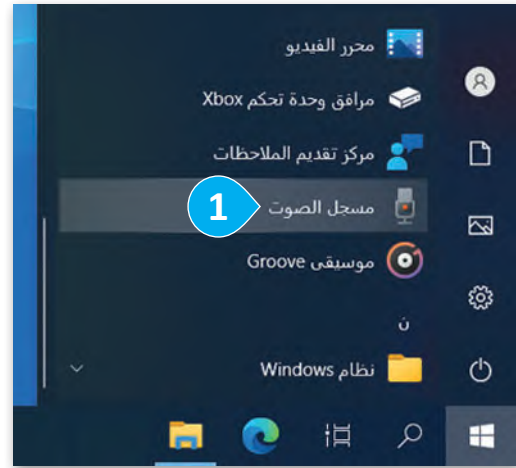 محرر الفيديو
مرافق وحدة تحكم Xbox
مركز تقديم الملاحظات
مسجل الصوت
1
موسيقى Groove
ن
نظام Windows